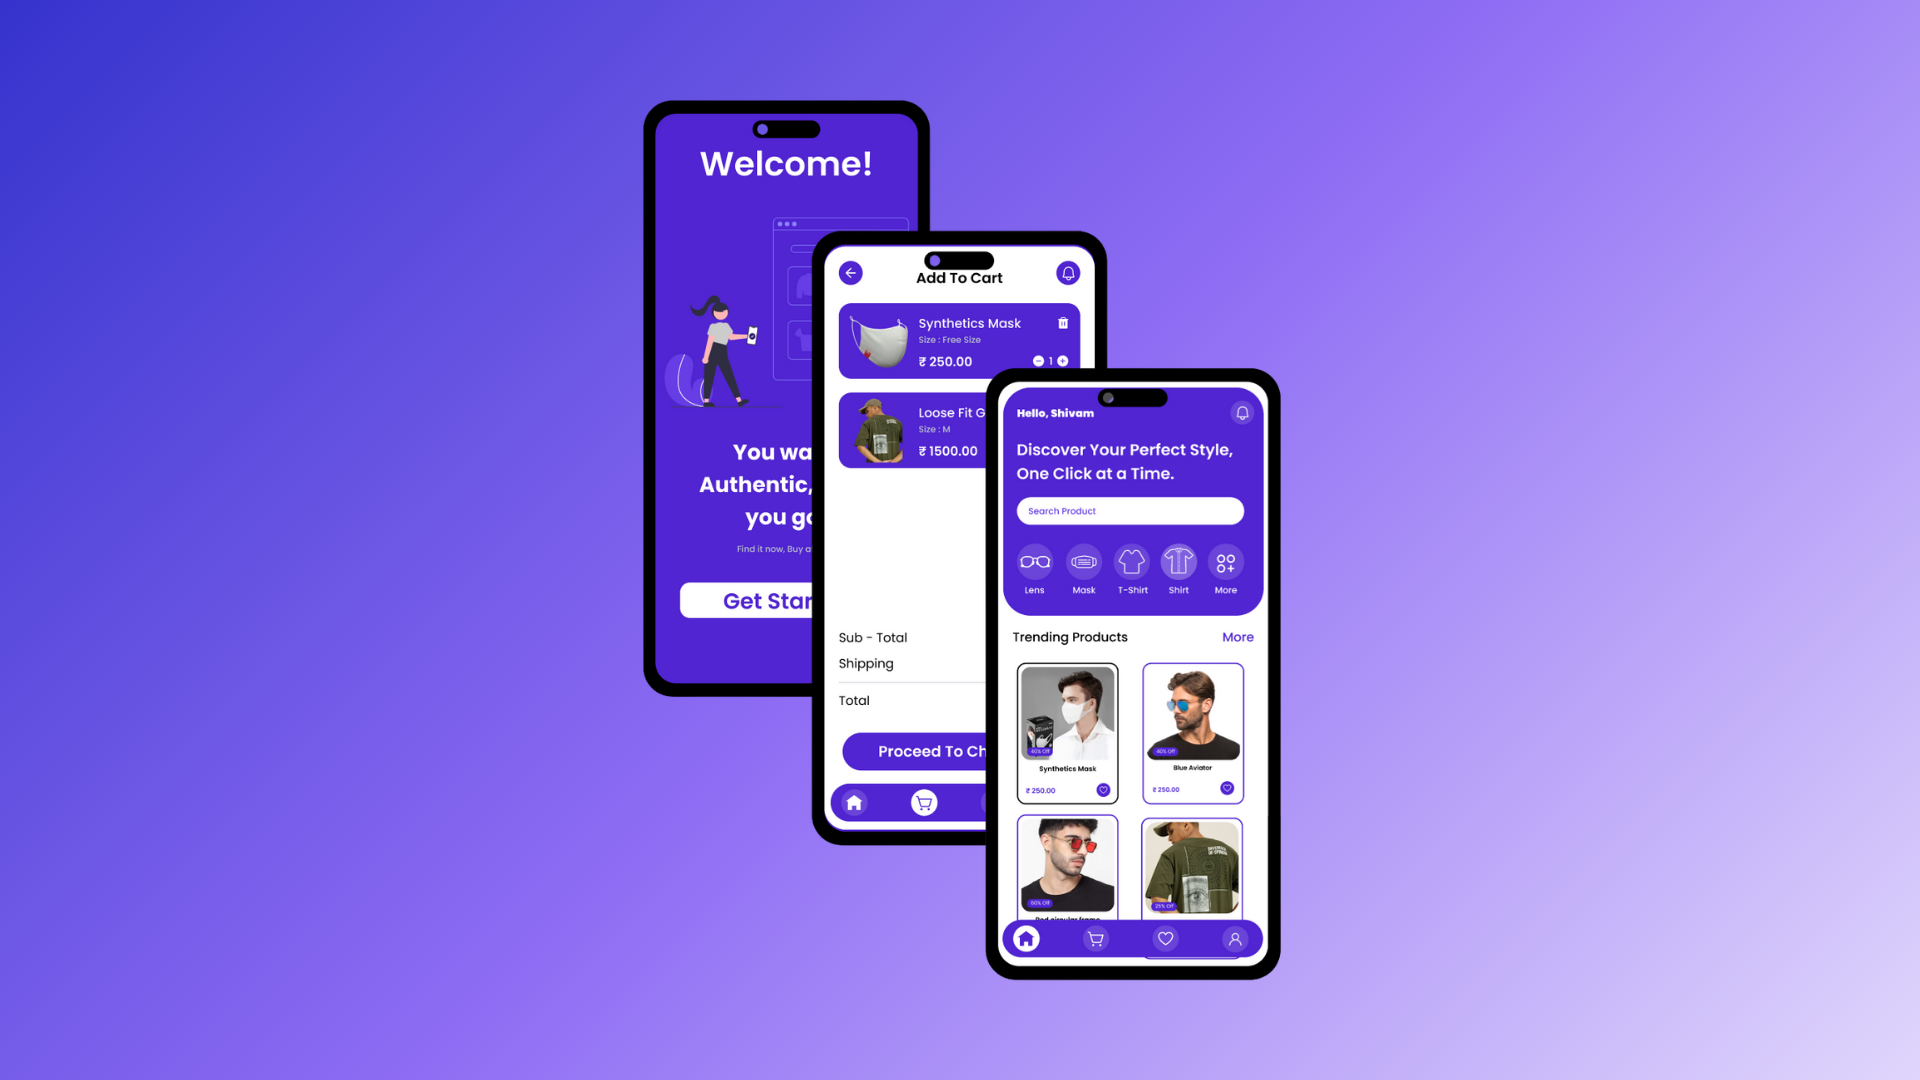 Welcome!
You wa
Authentic,
you go
Find it now, Buy a
Get Star
Add To Cart
Synthetics Mask
Size : Free Size
₹ 250.00
1
Loose Fit G
Size : M
₹ 1500.00
Sub - Total
Shipping
Total
Proceed To Ch
Hello, Shivam
Discover Your Perfect Style,
One Click at a Time.
Search Product
Lens Mask T-Shirt Shirt More
Trending Products More
40% Off
Synthetics Mask
₹ 250.00
40% Off
Blue Aviator
₹ 250.00
50% Off
Red circular frame
25% Off